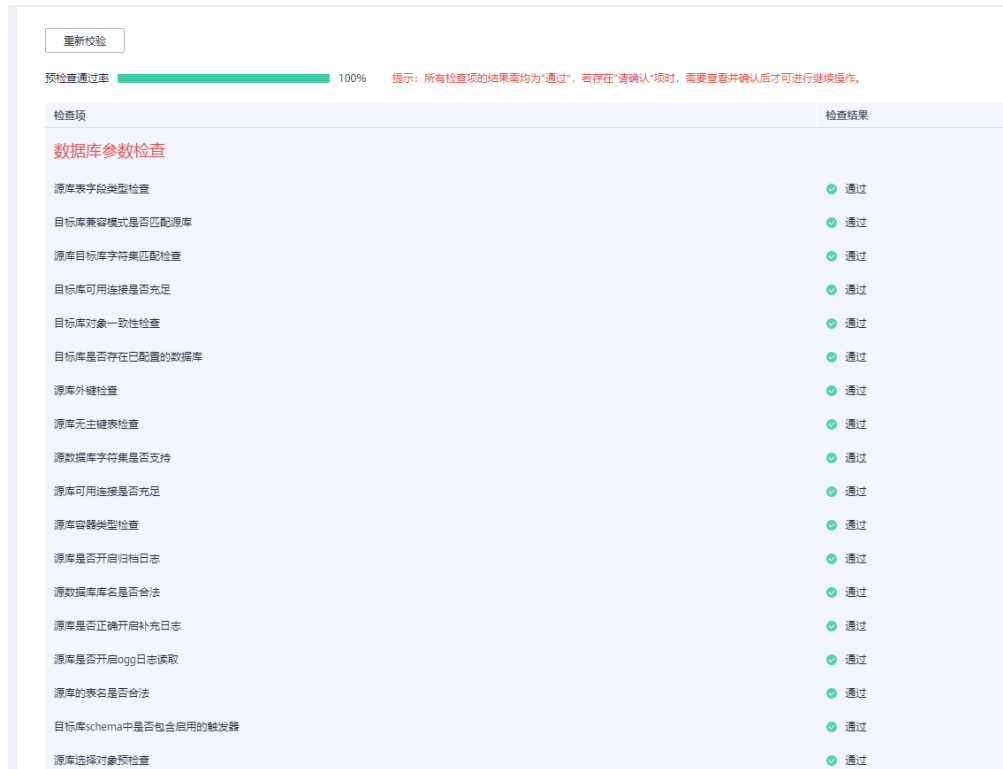 重新校验
预检查通过率 100% 提示：所有检查项的结果需均为"通过"，若存在"请确认"项时，需要查看并确认后才可进行继续操作。
检查项 检查结果
数据库参数检查
源库表字段类型检查 通过
目标库兼容模式是否匹配源库 通过
源库目标库字符集匹配检查 通过
目标库可用连接是否充足 通过
目标库对象一致性检查 通过
目标库是否存在已配置的数据库 通过
源库外键检查 通过
源库无主键表检查 通过
源数据库字符集是否支持 通过
源库可用连接是否充足 通过
源库容器类型检查 通过
源库是否开启归档日志 通过
源数据库库名是否合法 通过
源库是否正确开启补充日志 通过
源库是否开启ogg日志读取 通过
源库的表名是否合法 通过
目标库schema中是否包含启用的触发器 通过
源库选择对象预检查 通过